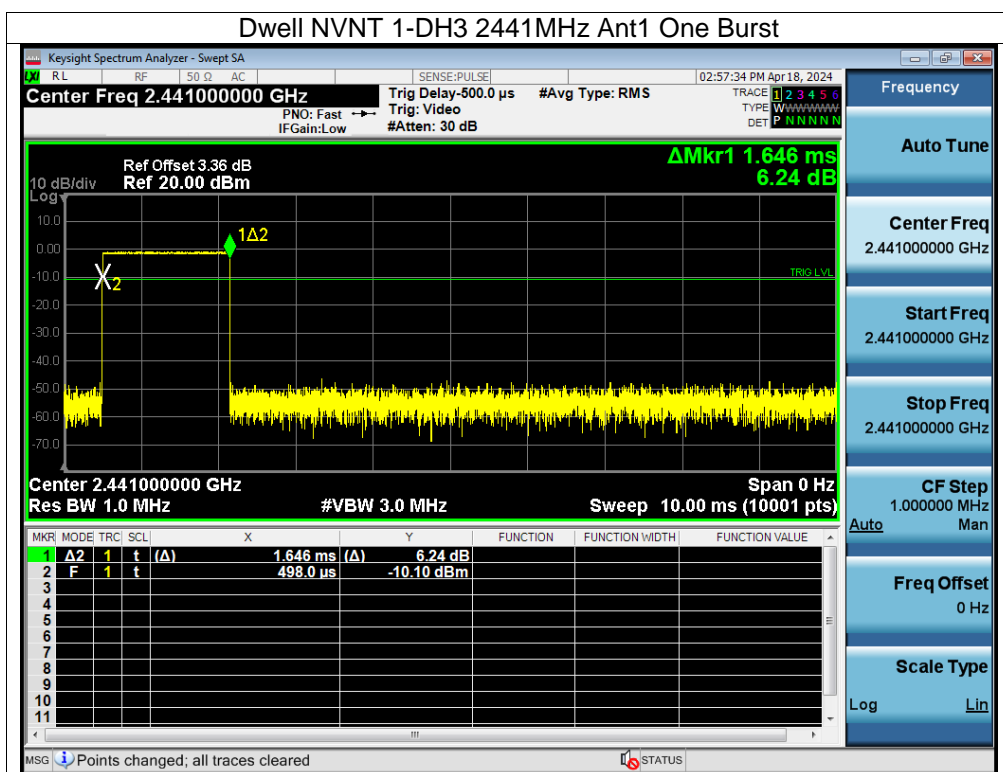 Dwell NVNT 1-DH3 2441MHz Ant1 One Burst
Keysight Spectrum Analyzer - Swept SA
LXI RL RF 50 Ω AC SENSE:PULSE 02:57:34 PM Apr 18, 2024
Center Freq 2.441000000 GHz
PNO: Fast
IFGain:Low
Trig Delay-500.0 µs
Trig: Video
#Atten: 30 dB
#Avg Type: RMS
TRACE 1 2 3 4 5 6
TYPE WWWWWWW
DET P N N N N N
ΔMkr1 1.646 ms
6.24 dB
Ref Offset 3.36 dB
10 dB/div Ref 20.00 dBm
Log
10.0
0.00
-10.0
-20.0
-30.0
-40.0
-50.0
-60.0
-70.0
1Δ2
X2
TRIG LVL
Center 2.441000000 GHz Span 0 Hz
Res BW 1.0 MHz #VBW 3.0 MHz Sweep 10.00 ms (10001 pts)
MKR MODE TRC SCL X Y FUNCTION FUNCTION WIDTH FUNCTION VALUE
1 Δ2 1 t (Δ) 1.646 ms (Δ) 6.24 dB
2 F 1 t 498.0 µs -10.10 dBm
3
4
5
6
7
8
9
10
11
MSG Points changed; all traces cleared STATUS
Frequency
Auto Tune
Center Freq
2.441000000 GHz
Start Freq
2.441000000 GHz
Stop Freq
2.441000000 GHz
CF Step
1.000000 MHz
Auto Man
Freq Offset
0 Hz
Scale Type
Log Lin